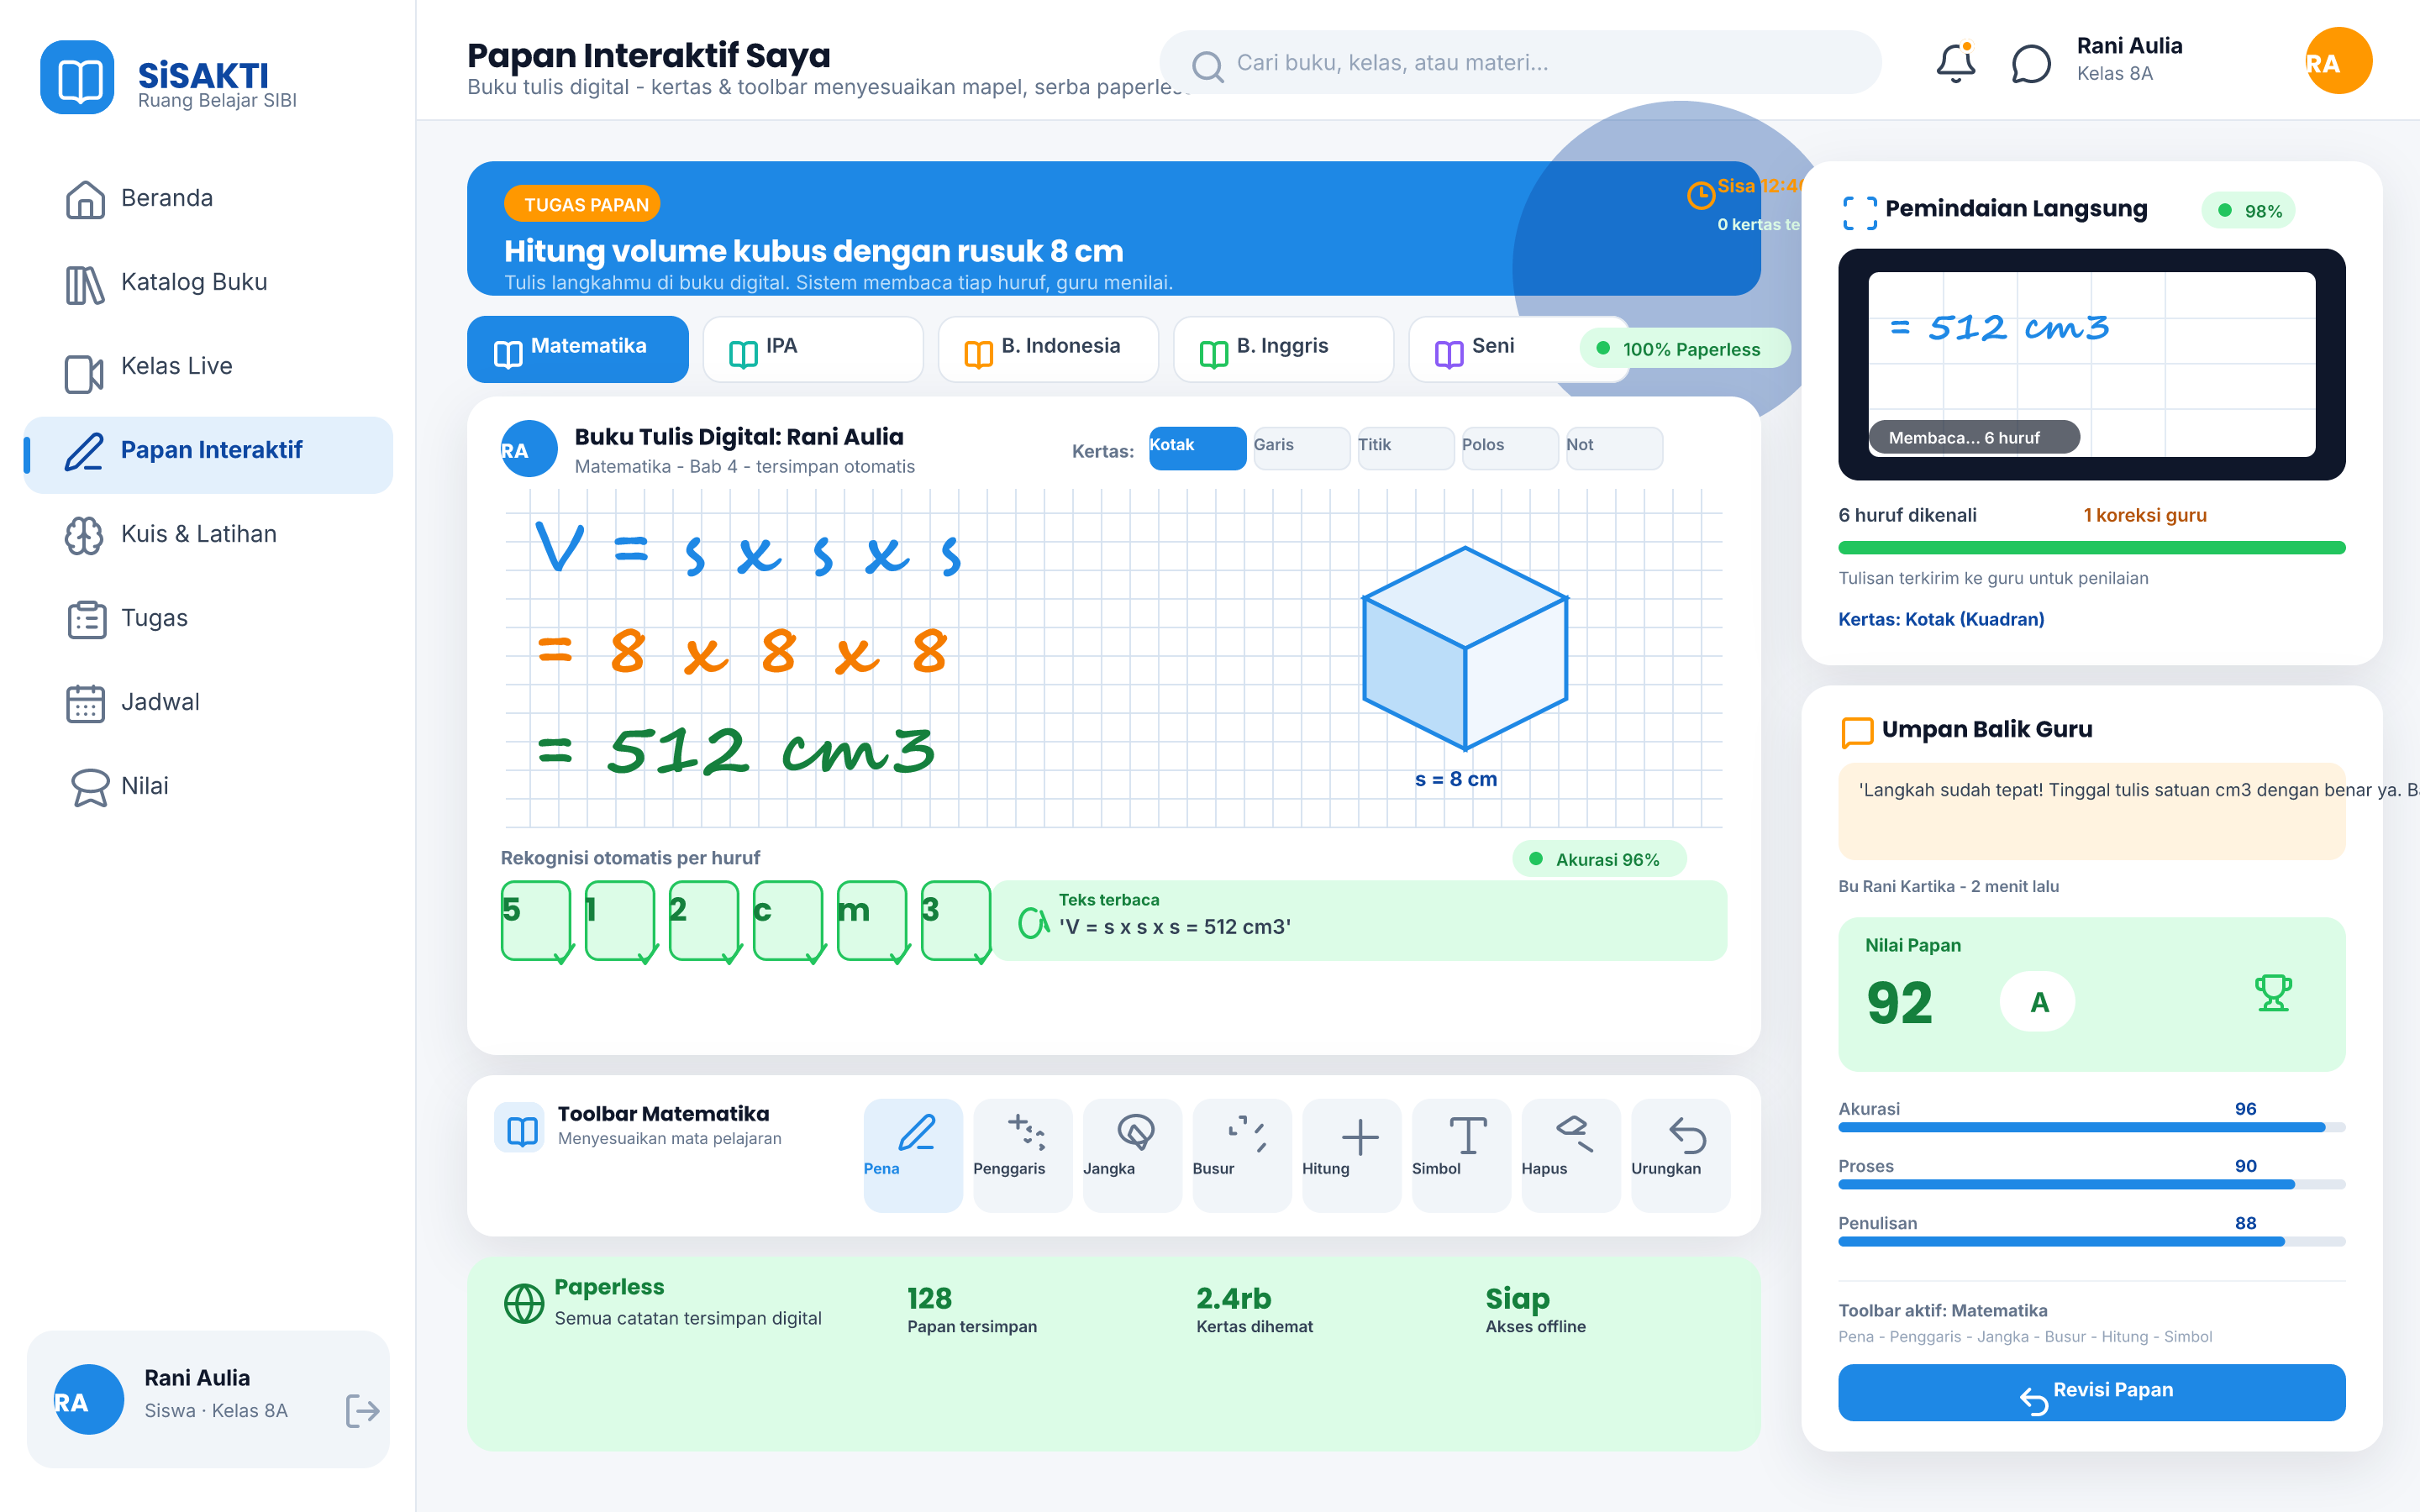 SiSAKTI
Ruang Belajar SIBI
Beranda
Katalog Buku
Kelas Live
Papan Interaktif
Kuis & Latihan
Tugas
Jadwal
Nilai
RA
Rani Aulia
Siswa · Kelas 8A
Papan Interaktif Saya
Buku tulis digital - kertas & toolbar menyesuaikan mapel, serba
Cari buku, kelas, atau materi...
Rani Aulia
Kelas 8A
RA
TUGAS PAPAN
Hitung volume kubus dengan rusuk 8 cm
Tulis langkahmu di buku digital. Sistem membaca tiap huruf, guru menilai.
Sisa
0 kertas
Matematika
IPA
B. Indonesia
B. Inggris
Seni
100% Paperless
RA
Buku Tulis Digital: Rani Aulia
Matematika - Bab 4 - tersimpan otomatis
Kertas:
Kotak
Garis
Titik
Polos
Not
V = s x s x s
= 8 x 8 x 8
= 512 cm3
s = 8 cm
Rekognisi otomatis per huruf
Akurasi 96%
5
1
2
c
m
3
Teks terbaca
'V = s x s x s = 512 cm3'
Toolbar Matematika
Menyesuaikan mata pelajaran
Pena
Penggaris
Jangka
Busur
Hitung
Simbol
Hapus
Urungkan
Paperless
Semua catatan tersimpan digital
128
Papan tersimpan
2.4rb
Kertas dihemat
Siap
Akses offline
Pemindaian Langsung
98%
= 512 cm3
Membaca... 6 huruf
6 huruf dikenali
1 koreksi guru
Tulisan terkirim ke guru untuk penilaian
Kertas: Kotak (Kuadran)
Umpan Balik Guru
'Langkah sudah tepat! Tinggal tulis satuan cm3 dengan benar ya.
Bu Rani Kartika - 2 menit lalu
Nilai Papan
92
A
Akurasi
96
Proses
90
Penulisan
88
Toolbar aktif: Matematika
Pena - Penggaris - Jangka - Busur - Hitung - Simbol
Revisi Papan